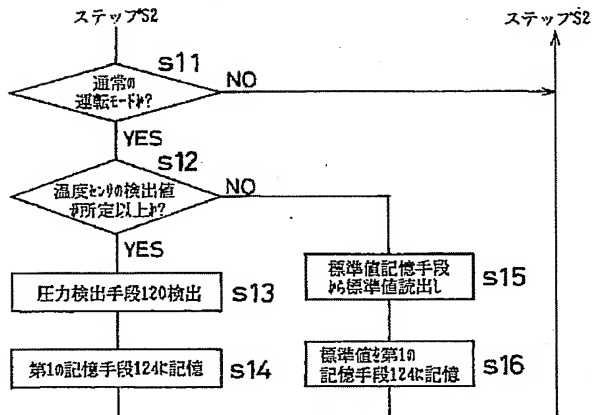 ステップS2
ステップS2
s11
通常の
運転モードか?
NO
YES
s12
温度センサの検出値
が所定以上か?
NO
YES
圧力検出手段120検出
s13
標準値記憶手段
から標準値読出し
s15
第1の記憶手段124に記憶
s14
標準値を第1の
記憶手段124に記憶
s16